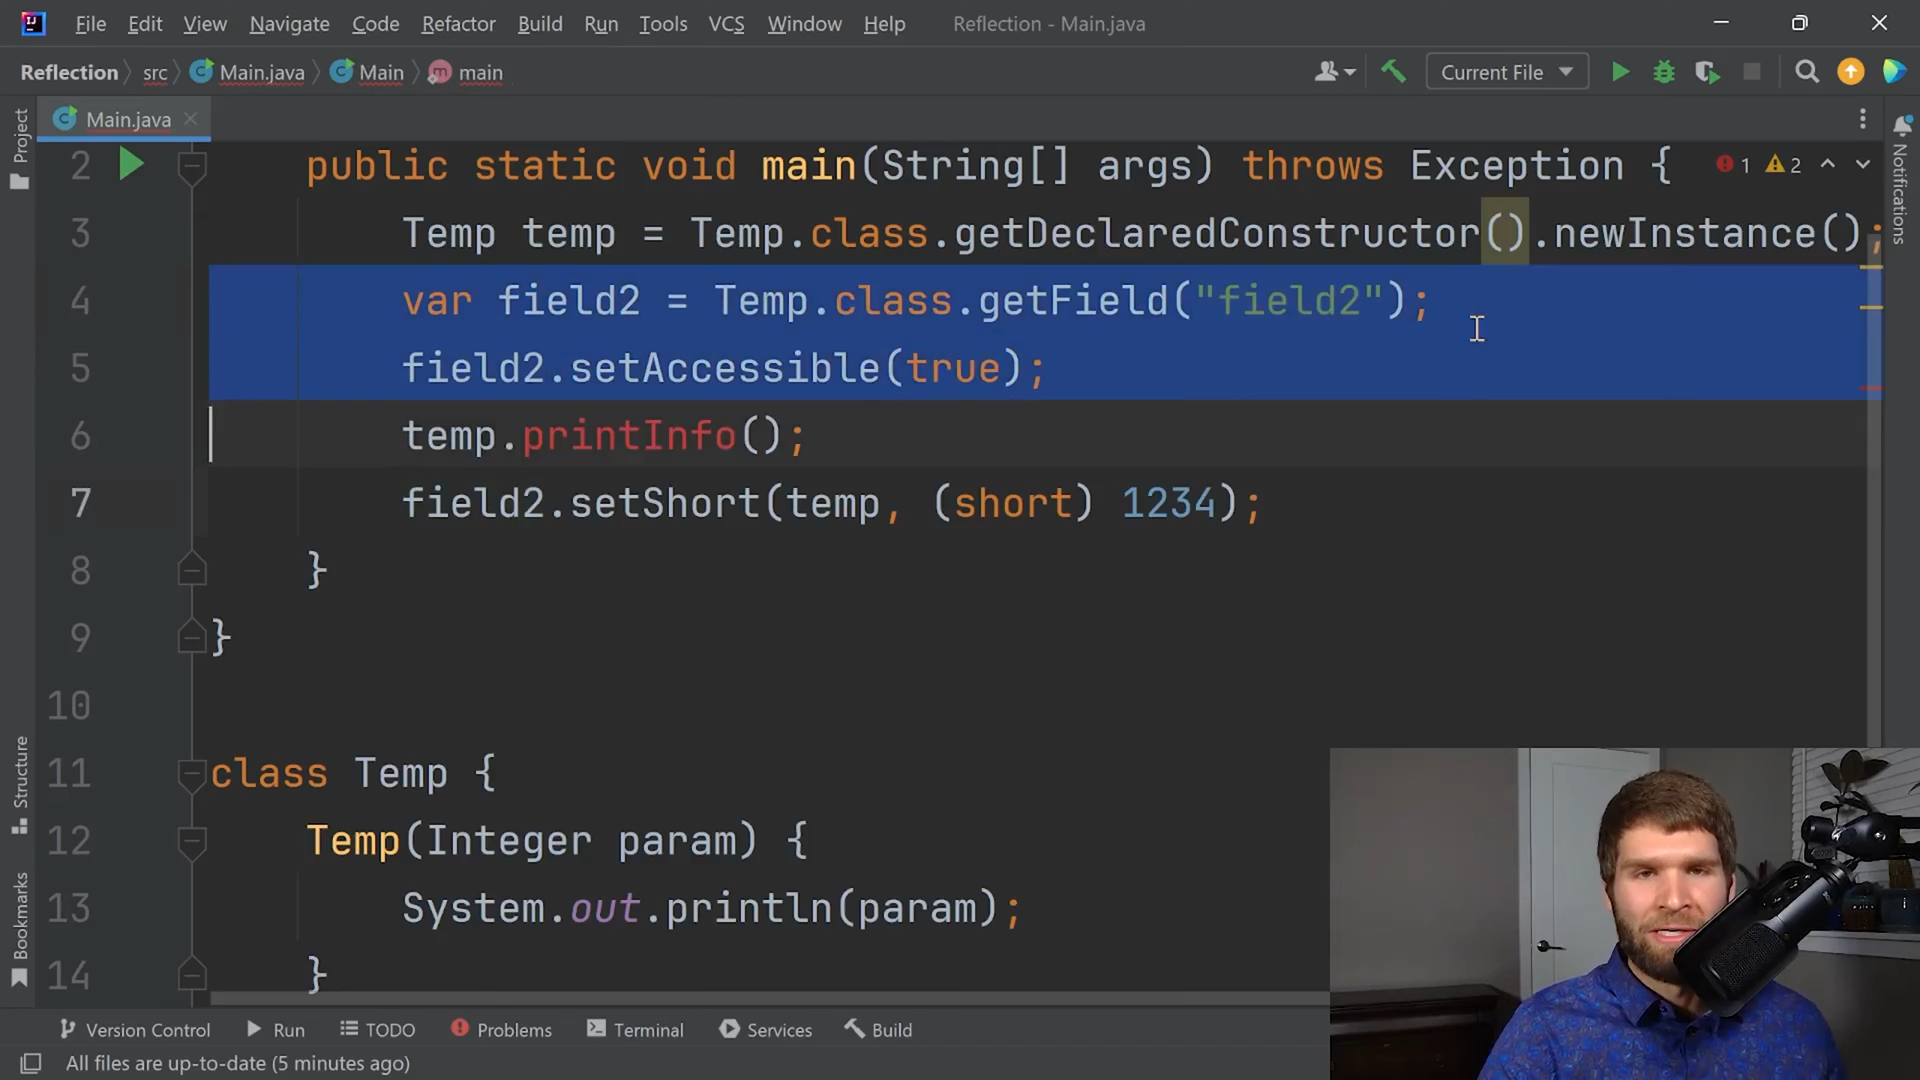 File Edit View Navigate Code Refactor Build Run Tools VCS Window Help Reflection - Main.java
Reflection src Main.java Main main Current File
Main.java
Project
Notifications
Structure
Bookmarks
2 public static void main(String[] args) throws Exception { 1 2
3 Temp temp = Temp.class.getDeclaredConstructor().newInstance();
4 var field2 = Temp.class.getField("field2");
5 field2.setAccessible(true);
6 temp.printInfo();
7 field2.setShort(temp, (short) 1234);
8 }
9 }
10
11 class Temp {
12 Temp(Integer param) {
13 System.out.println(param);
14 }
Version Control Run TODO Problems Terminal Services Build
All files are up-to-date (5 minutes ago)